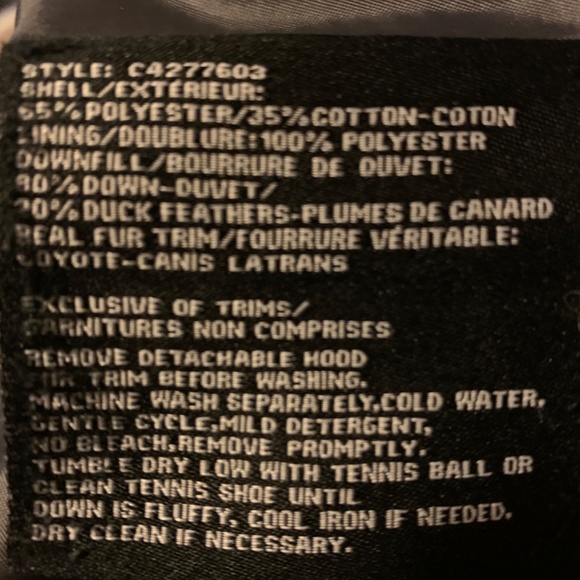 STYLE: C4277603
SHELL/EXTÉRIEUR:
65%POLYESTER/35%COTTON-COTON
LINING/DOUBLURE:100% POLYESTER
DOWNFILL/BOURRURE DE DUVET:
80%DOWN-DUVET/
20%DUCK FEATHERS-PLUMES DE CANARD
REAL FUR TRIM/FOURRURE VÉRITABLE:
COYOTE-CANIS LATRANS
EXCLUSIVE OF TRIMS/
GARNITURES NON COMPRISES
REMOVE DETACHABLE HOOD
FUR TRIM BEFORE WASHING.
MACHINE WASH SEPARATELY,COLD WATER,
GENTLE CYCLE,MILD DETERGENT,
NO BLEACH,REMOVE PROMPTLY.
TUMBLE DRY LOW WITH TENNIS BALL OR
CLEAN TENNIS SHOE UNTIL
DOWN IS FLUFFY, COOL IRON IF NEEDED.
DRY CLEAN IF NECESSARY.